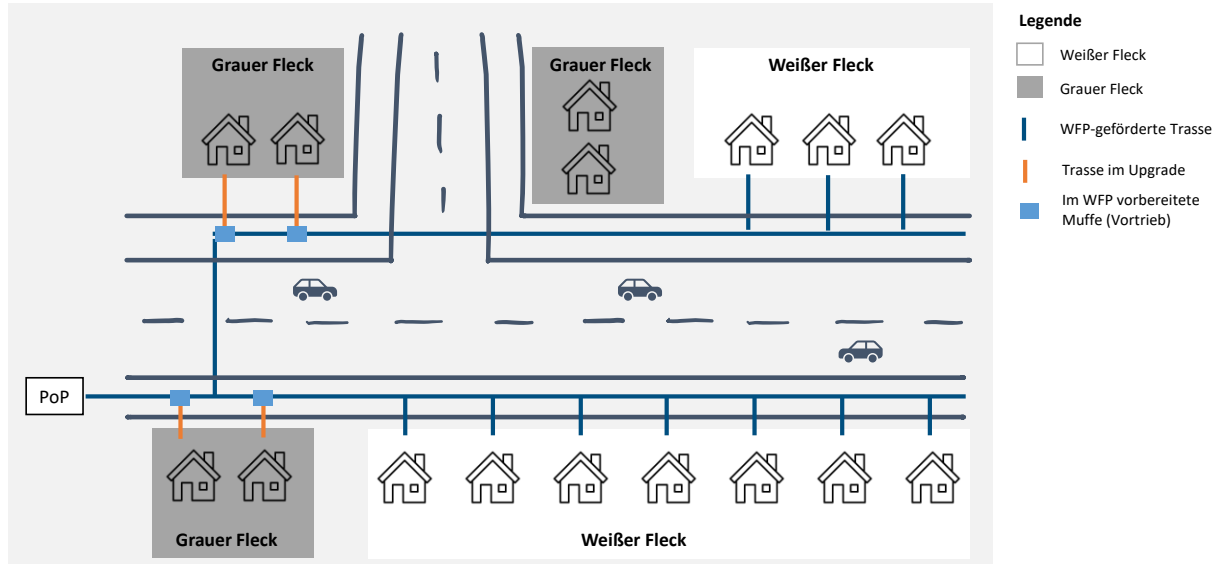 Grauer Fleck
Grauer Fleck
Weißer Fleck
PoP
Grauer Fleck
Weißer Fleck
Legende
Weißer Fleck
Grauer Fleck
WFP-geförderte Trasse
Trasse im Upgrade
Im WFP vorbereitete
Muffe (Vortrieb)